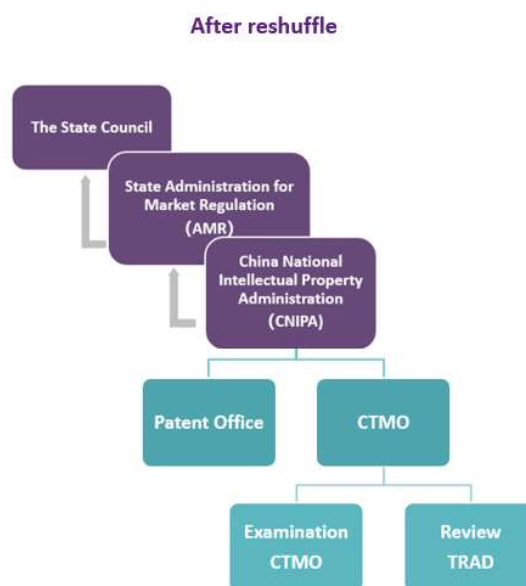 After reshuffle
The State Council
State Administration for
Market Regulation
(AMR)
China National
Intellectual Property
Administration
(CNIPA)
Patent Office
CTMO
Examination
CTMO
Review
TRAD